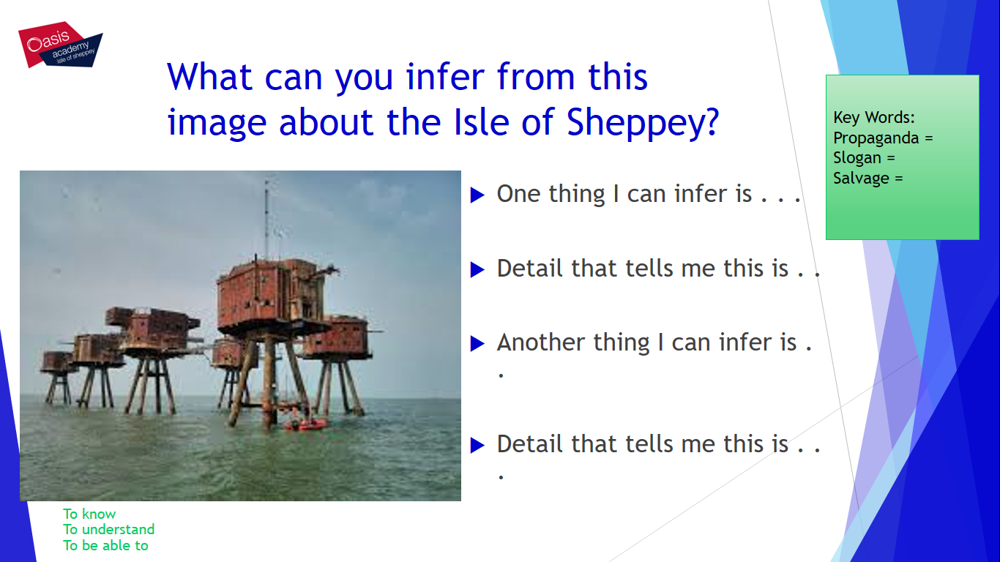 Oasis
academy
isle of sheppey
What can you infer from this
image about the Isle of Sheppey?
One thing I can infer is . . .
Detail that tells me this is . .
Another thing I can infer is .
.
Detail that tells me this is . .
.
Key Words:
Propaganda =
Slogan =
Salvage =
To know
To understand
To be able to